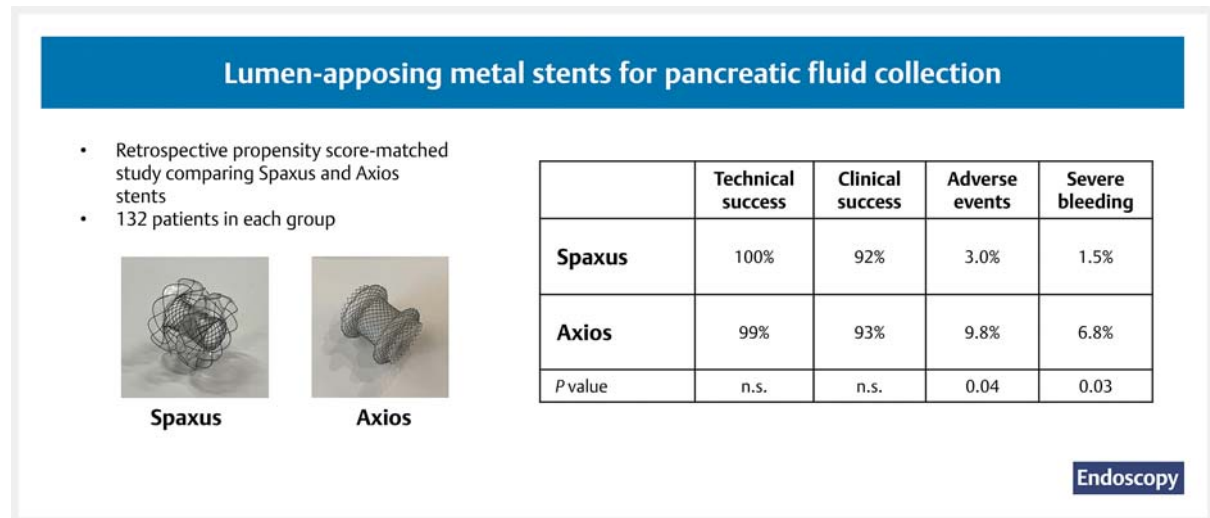 Lumen-apposing metal stents for pancreatic fluid collection
• Retrospective propensity score-matched
study comparing Spaxus and Axios
stents
• 132 patients in each group
Spaxus
Axios
Technical success
Clinical success
Adverse events
Severe bleeding
Spaxus 100% 92% 3.0% 1.5%
Axios 99% 93% 9.8% 6.8%
P value n.s. n.s. 0.04 0.03
Endoscopy